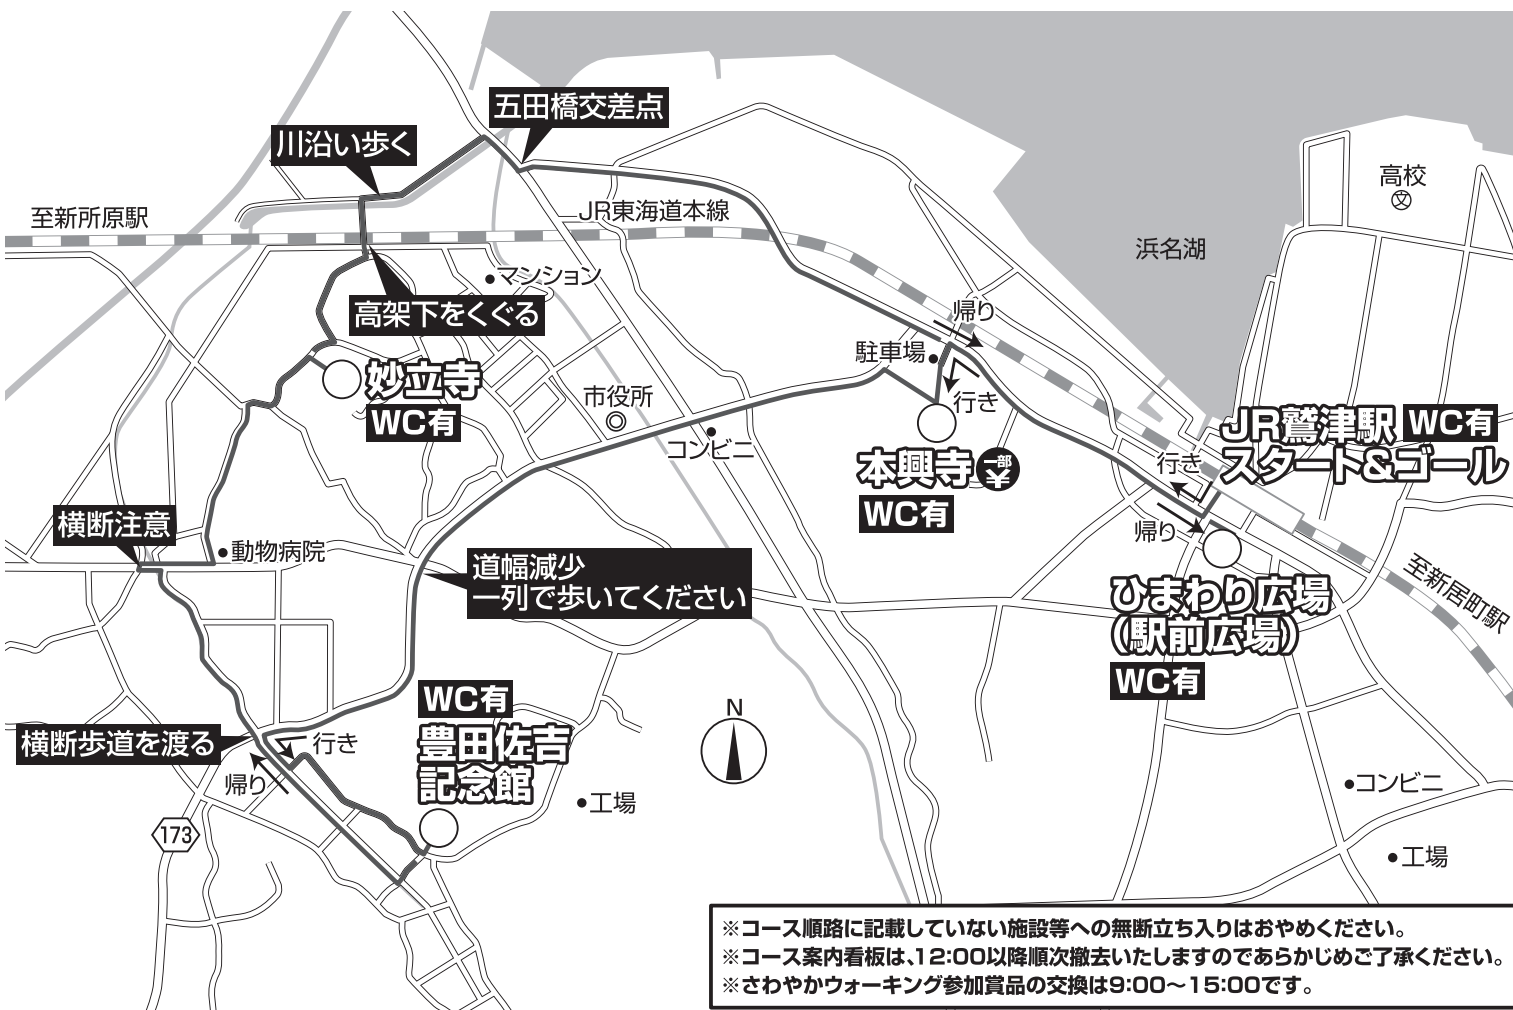 五田橋交差点
川沿い歩く
高校
文
至新所原駅
JR東海道本線
浜名湖
マンション
高架下をくぐる
帰り
駐車場
妙立寺
WC有
市役所
行き
コンビニ
JR鷲津駅 WC有
スタート&ゴール
本興寺
一部
WC有
行き
帰り
横断注意
動物病院
道幅減少
一列で歩いてください
至新居町駅
ひまわり広場
(駅前広場)
WC有
WC有
豊田佐吉
記念館
N
横断歩道を渡る
行き
帰り
工場
コンビニ
173
工場
※コース順路に記載していない施設等への無断立ち入りはおやめください。
※コース案内看板は、12:00以降順次撤去いたしますのであらかじめご了承ください。
※さわやかウォーキング参加賞品の交換は9:00〜15:00です。